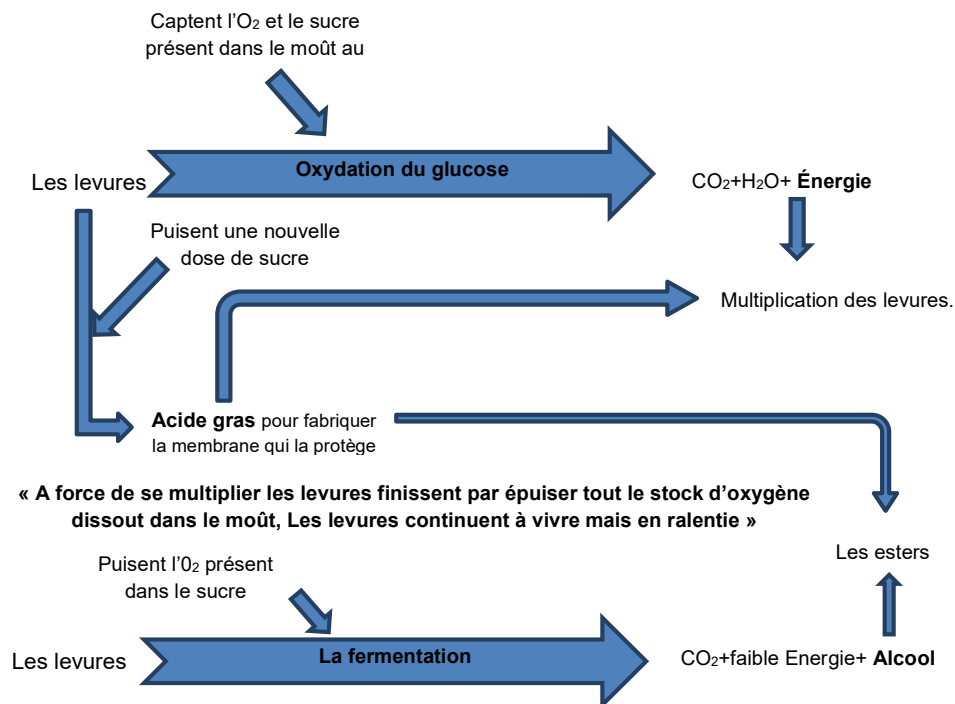 Captent l'O₂ et le sucre
présent dans le moût au
Oxydation du glucose
Les levures
CO₂+H₂O+ Énergie
Puisent une nouvelle
dose de sucre
Multiplication des levures.
Acide gras pour fabriquer
la membrane qui la protège
« A force de se multiplier les levures finissent par épuiser tout le stock d'oxygène
dissout dans le moût, Les levures continuent à vivre mais en ralentie »
Les esters
Puisent l'0₂ présent
dans le sucre
La fermentation
Les levures
CO₂+faible Energie+ Alcool